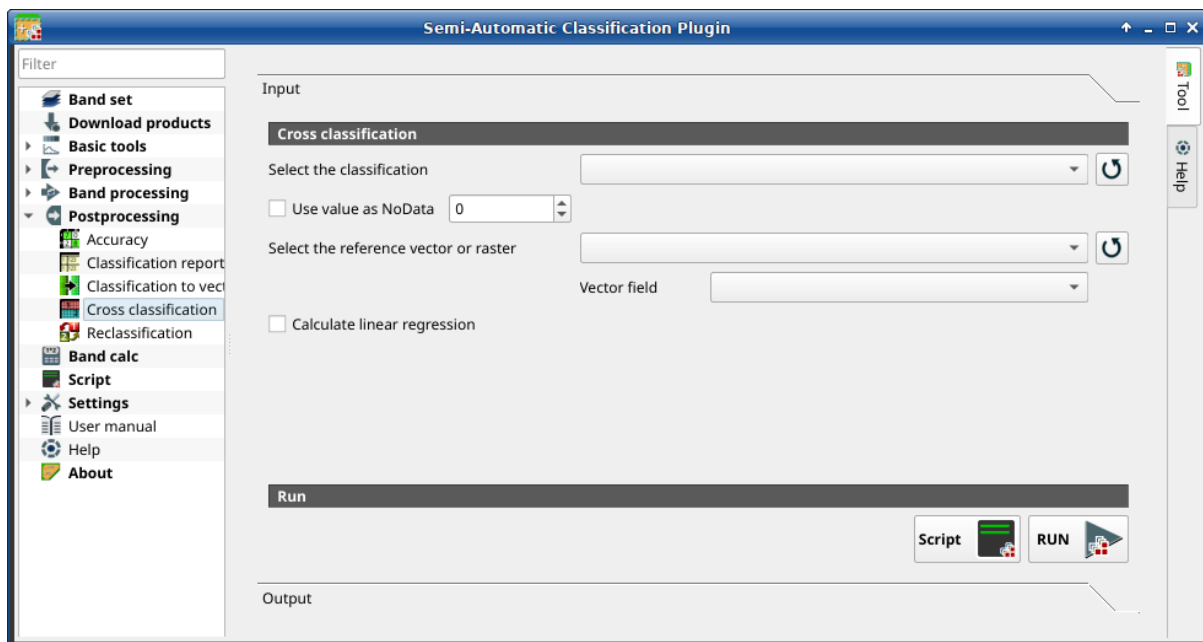 Semi-Automatic Classification Plugin
Filter
Band set
Download products
Basic tools
Preprocessing
Band processing
Postprocessing
Accuracy
Classification report
Classification to vect
Cross classification
Reclassification
Band calc
Script
Settings
User manual
Help
About
Input
Cross classification
Select the classification
Use value as NoData 0
Select the reference vector or raster
Vector field
Calculate linear regression
Run
Script RUN
Output
Tool
Help